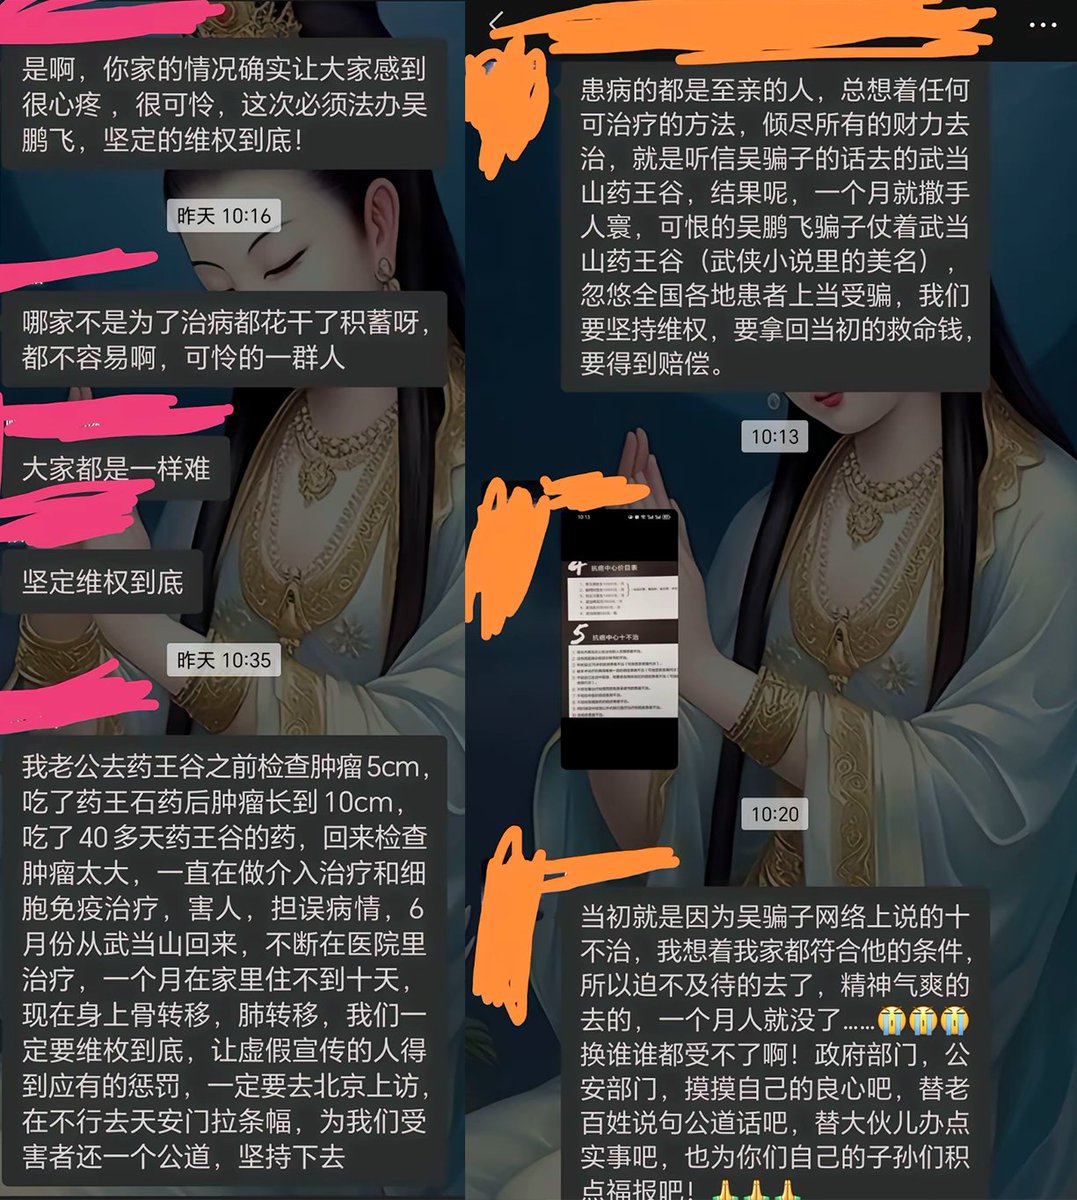 是啊，你家的情况确实让大家感到
很心疼，很可怜，这次必须法办吴
鹏飞，坚定的维权到底！
昨天 10:16
哪家不是为了治病都花干了积蓄呀，
都不容易啊，可怜的一群人
大家都是一样难
坚定维权到底
昨天 10:35
我老公去药王谷之前检查肿瘤5cm，
吃了药王石药后肿瘤长到10cm，
吃了40多天药王谷的药，回来检查
肿瘤太大，一直在做介入治疗和细
胞免疫治疗，害人，担误病情，6
月份从武当山回来，不断在医院里
治疗，一个月在家里住不到十天，
现在身上骨转移，肺转移，我们一
定要维枚到底，让虚假宣传的人得
到应有的惩罚，一定要去北京上访，
在不行去天安门拉条幅，为我们受
害者还一个公道，坚持下去
患病的都是至亲的人，总想着任何
可治疗的方法，倾尽所有的财力去
治，就是听信吴骗子的话去的武当
山药王谷，结果呢，一个月就撒手
人寰，可恨的吴鹏飞骗子仗着武当
山药王谷（武侠小说里的美名），
忽悠全国各地患者上当受骗，我们
要坚持维权，要拿回当初的救命钱，
要得到赔偿。
10:13
10:13
4 抗癌中心价目表
5 抗癌中心十不治
10:20
当初就是因为吴骗子网络上说的十
不治，我想着我家都符合他的条件，
所以迫不及待的去了，精神气爽的
去的，一个月人就没了……😭😭😭
换谁谁都受不了啊！政府部门，公
安部门，摸摸自己的良心吧，替老
百姓说句公道话吧，替大伙儿办点
实事吧，也为你们自己的子孙们积
点福报吧！🙏🙏🙏